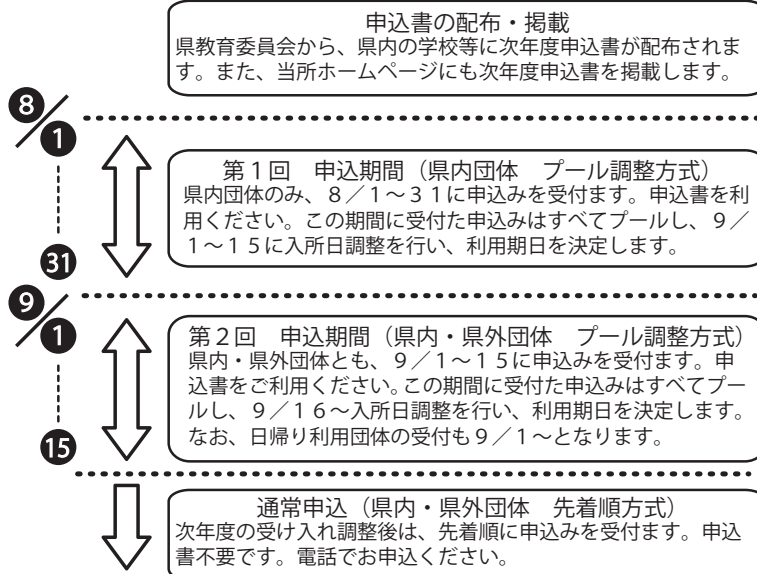 申込書の配布・掲載
県教育委員会から、県内の学校等に次年度申込書が配布されま
す。また、当所ホームページにも次年度申込書を掲載します。
8/1
第1回 申込期間(県内団体 プール調整方式)
県内団体のみ、8/1~31に申込みを受付ます。申込書を利
用ください。この期間に受付た申込みはすべてプールし、9/
1~15に入所日調整を行い、利用期日を決定します。
31
9/1
第2回 申込期間(県内・県外団体 プール調整方式)
県内・県外団体とも、9/1~15に申込みを受付ます。申
込書をご利用ください。この期間に受付た申込みはすべてプー
ルし、9/16~入所日調整を行い、利用期日を決定します。
なお、日帰り利用団体の受付も9/1~となります。
15
通常申込(県内・県外団体 先着順方式)
次年度の受け入れ調整後は、先着順に申込みを受付ます。申込
書不要です。電話でお申込ください。